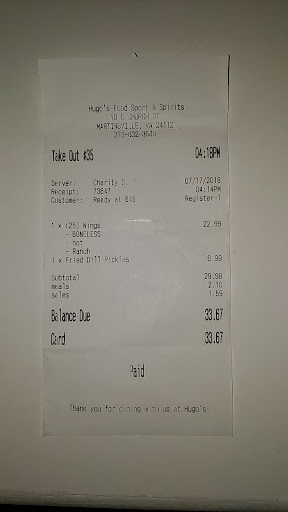 Hugo's Food Sport & Spirits
10 E CHURCH ST
MARTINSVILLE, VA 24112
Take Out #35 04:18PM
Server: Charity C. 07/17/2018
Receipt: 73647 04:14PM
Customer: Ready at 645 Register-1
1 x (25) Wings 22.99
- BONELESS
- hot
- Ranch
1 x Fried Dill Pickles 6.99
Subtotal 29.98
meals 2.10
sales 1.59
Balance Due 33.67
Card 33.67
Paid
Thank you for dining with us at Hugo's!